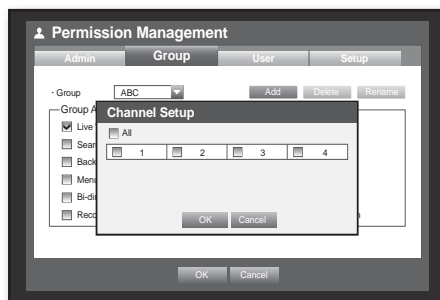 Permission Management
Admin Group User Setup
· Group ABC Add Delete Rename
Group A
Channel Setup
Live
All
Sear
1 2 3 4
Back
Menu
Bi-di
Reco
OK Cancel
OK Cancel